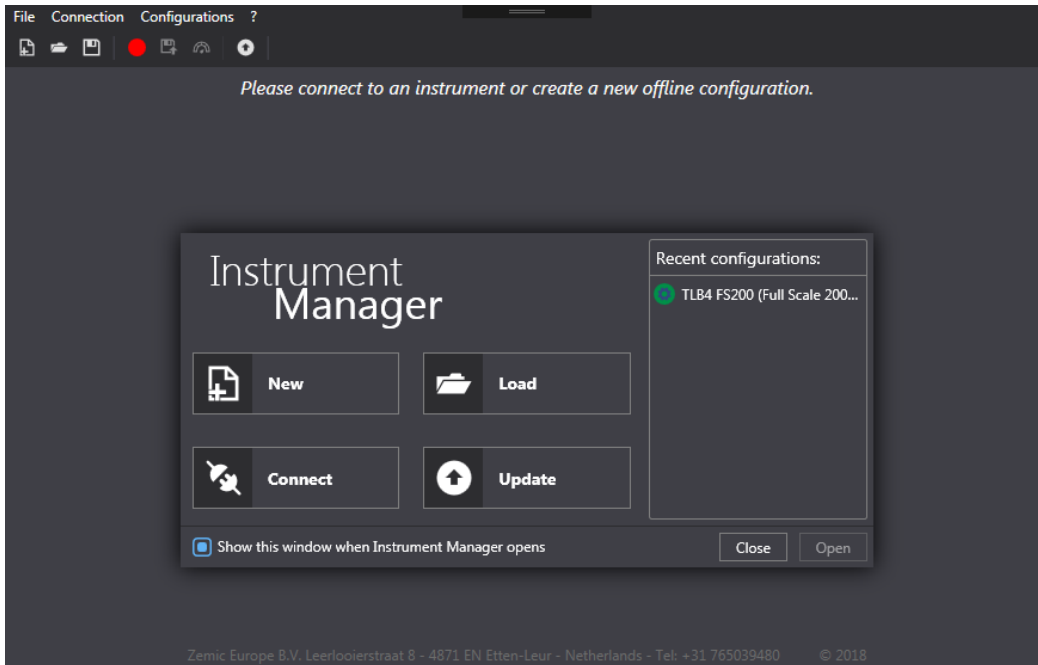 File Connection Configurations ?
Please connect to an instrument or create a new offline configuration.
Instrument
Manager
Recent configurations:
TLB4 FS200 (Full Scale 200...
New
Load
Connect
Update
Show this window when Instrument Manager opens
Close
Open
Zemic Europe B.V. Leerlooierstraat 8 - 4871 EN Etten-Leur - Netherlands - Tel: +31 765039480 © 2018